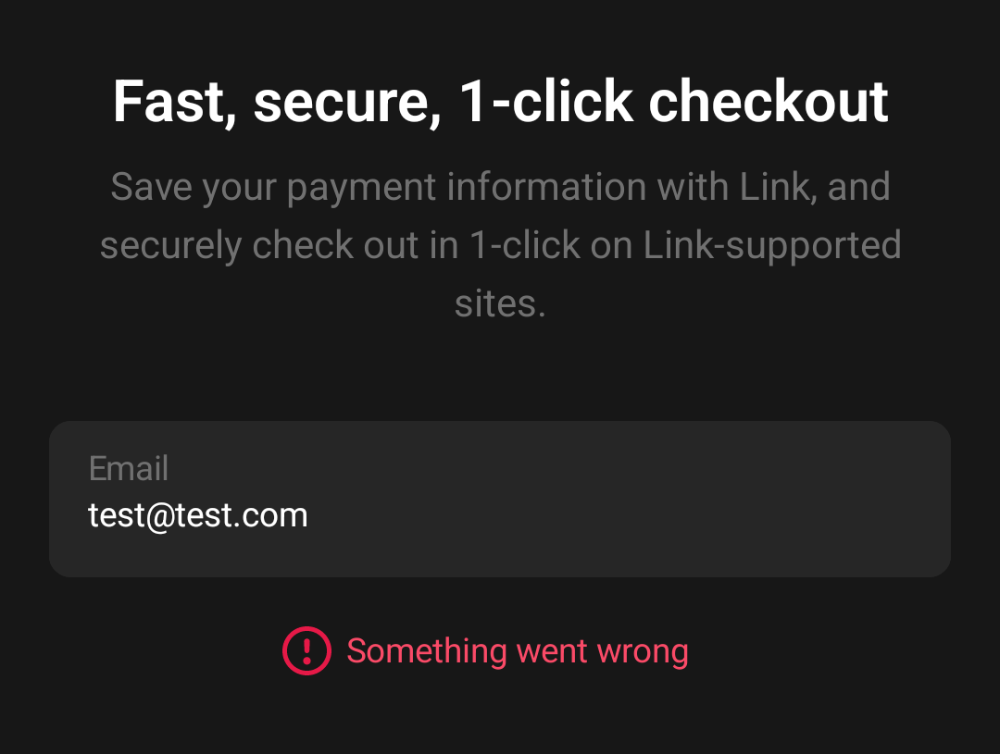 Fast, secure, 1-click checkout
Save your payment information with Link, and
securely check out in 1-click on Link-supported
sites.
Email
test@test.com
Something went wrong